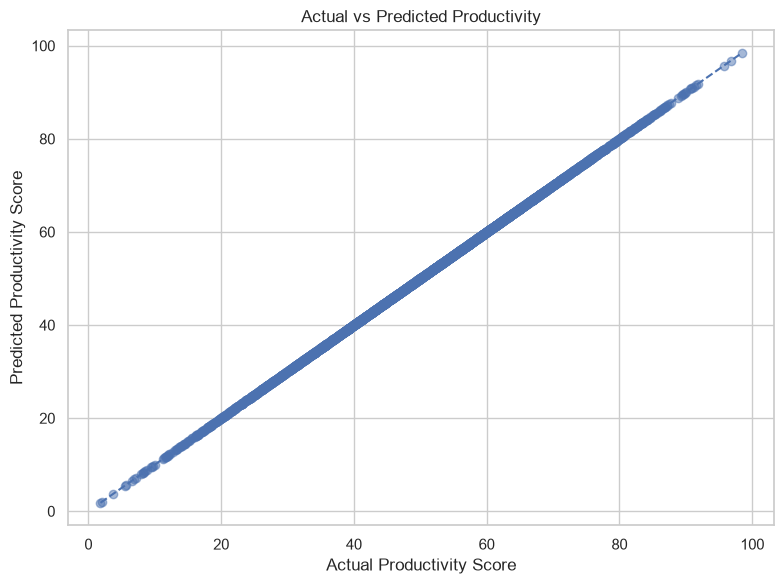 Actual vs Predicted Productivity
100
80
60
40
20
0
Predicted Productivity Score
0 20 40 60 80 100
Actual Productivity Score